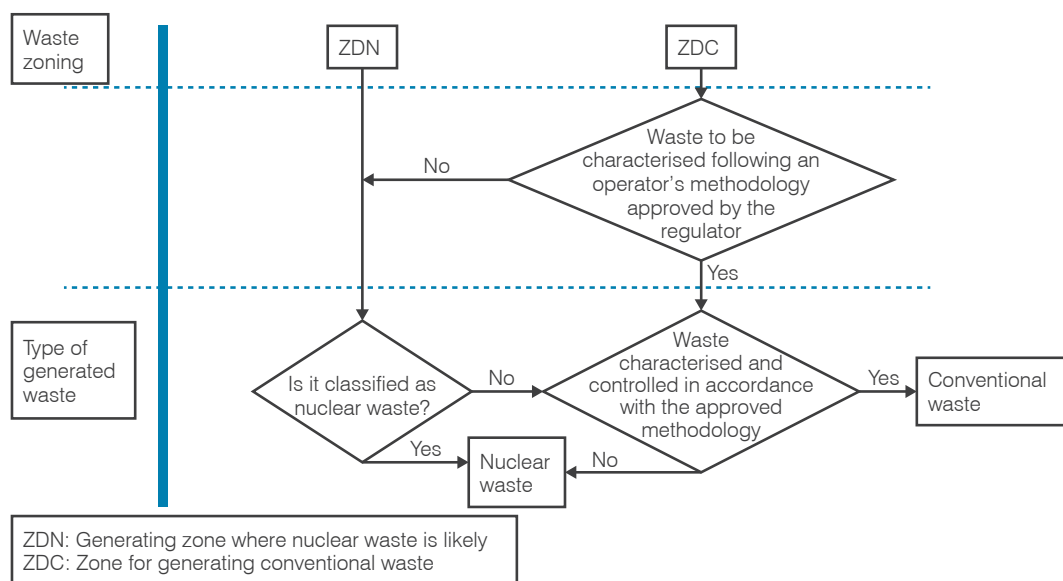 Waste
zoning
ZDN
ZDC
Waste to be
characterised following an
operator's methodology
approved by the
regulator
No
Yes
Type of
generated
waste
Is it classified as
nuclear waste?
No
Waste
characterised and
controlled in accordance
with the approved
methodology
Yes
Conventional
waste
Yes
Nuclear
waste
No
ZDN: Generating zone where nuclear waste is likely
ZDC: Zone for generating conventional waste